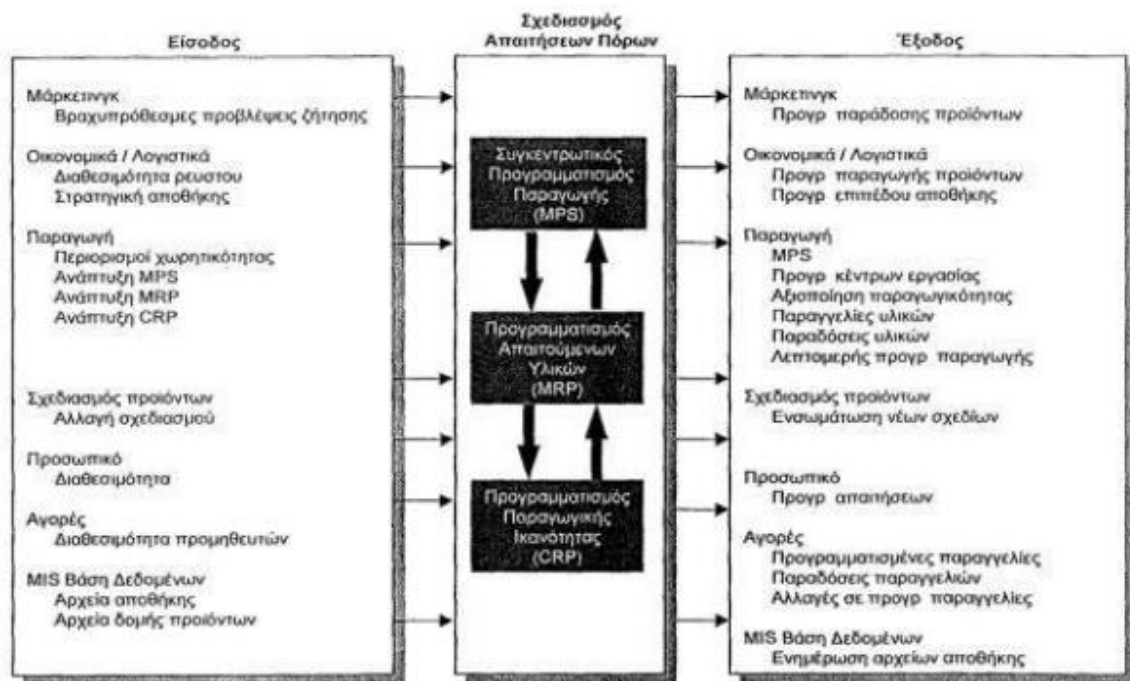 Είσοδος
Μάρκετινγκ
Βραχυπρόθεσμες προβλέψεις ζήτησης
Οικονομικά / Λογιστικά
Διαθεσιμότητα ρευστου
Στρατηγική αποθήκης
Παραγωγή
Περιορισμοί χωρητικότητας
Ανάπτυξη MPS
Ανάπτυξη MRP
Ανάπτυξη CRP
Σχεδιασμός προϊόντων
Αλλαγή σχεδιασμού
Προσωπικό
Διαθεσιμότητα
Αγορές
Διαθεσιμότητα προμηθευτών
MIS Βάση Δεδομένων
Αρχεία αποθήκης
Αρχεία δομής προϊόντων
Σχεδιασμός
Απαιτήσεων Πόρων
Συγκεντρωτικός
Προγραμματισμός
Παραγωγής
(MPS)
Προγραμματισμός
Απαιτούμενων
Υλικών
(MRP)
Προγραμματισμός
Παραγωγικής
Ικανότητας
(CRP)
Έξοδος
Μάρκετινγκ
Προγρ παράδοσης προϊόντων
Οικονομικά / Λογιστικά
Προγρ παραγωγής προϊόντων
Προγρ επιπέδου αποθήκης
Παραγωγή
MPS
Προγρ κέντρων εργασίας
Αξιοποίηση παραγωγικότητας
Παραγγελίες υλικών
Παραδόσεις υλικών
Λεπτομερής προγρ παραγωγής
Σχεδιασμός προϊόντων
Ενσωμάτωση νέων σχεδίων
Προσωπικό
Προγρ απαιτήσεων
Αγορές
Προγραμματισμένες παραγγελίες
Παραδόσεις παραγγελιών
Αλλαγές σε προγρ παραγγελίες
MIS Βάση Δεδομένων
Ενημέρωση αρχείων αποθήκης